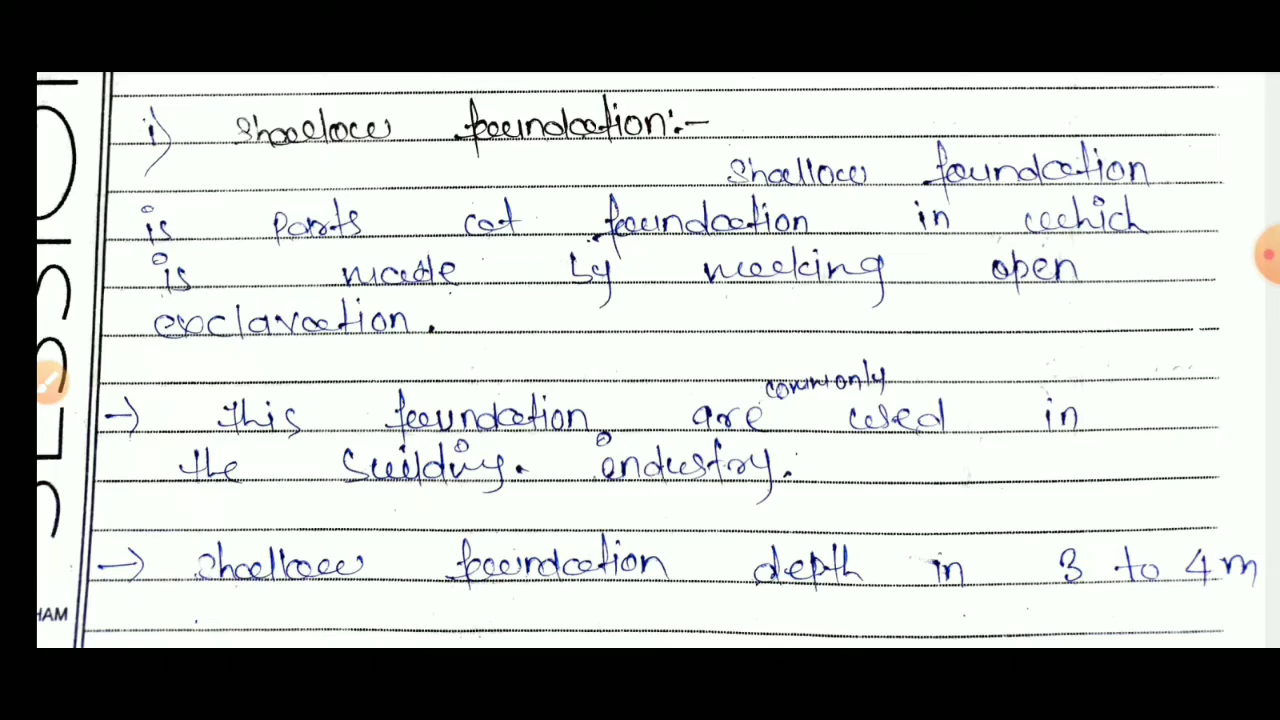 i) Shallow foundation:-
Shallow foundation
is parts of foundation in which
is made by making open
exclavation.
commonly
→ This foundation are used in
the building. industry.
→ Shallow foundation depth in 3 to 4m
HAM